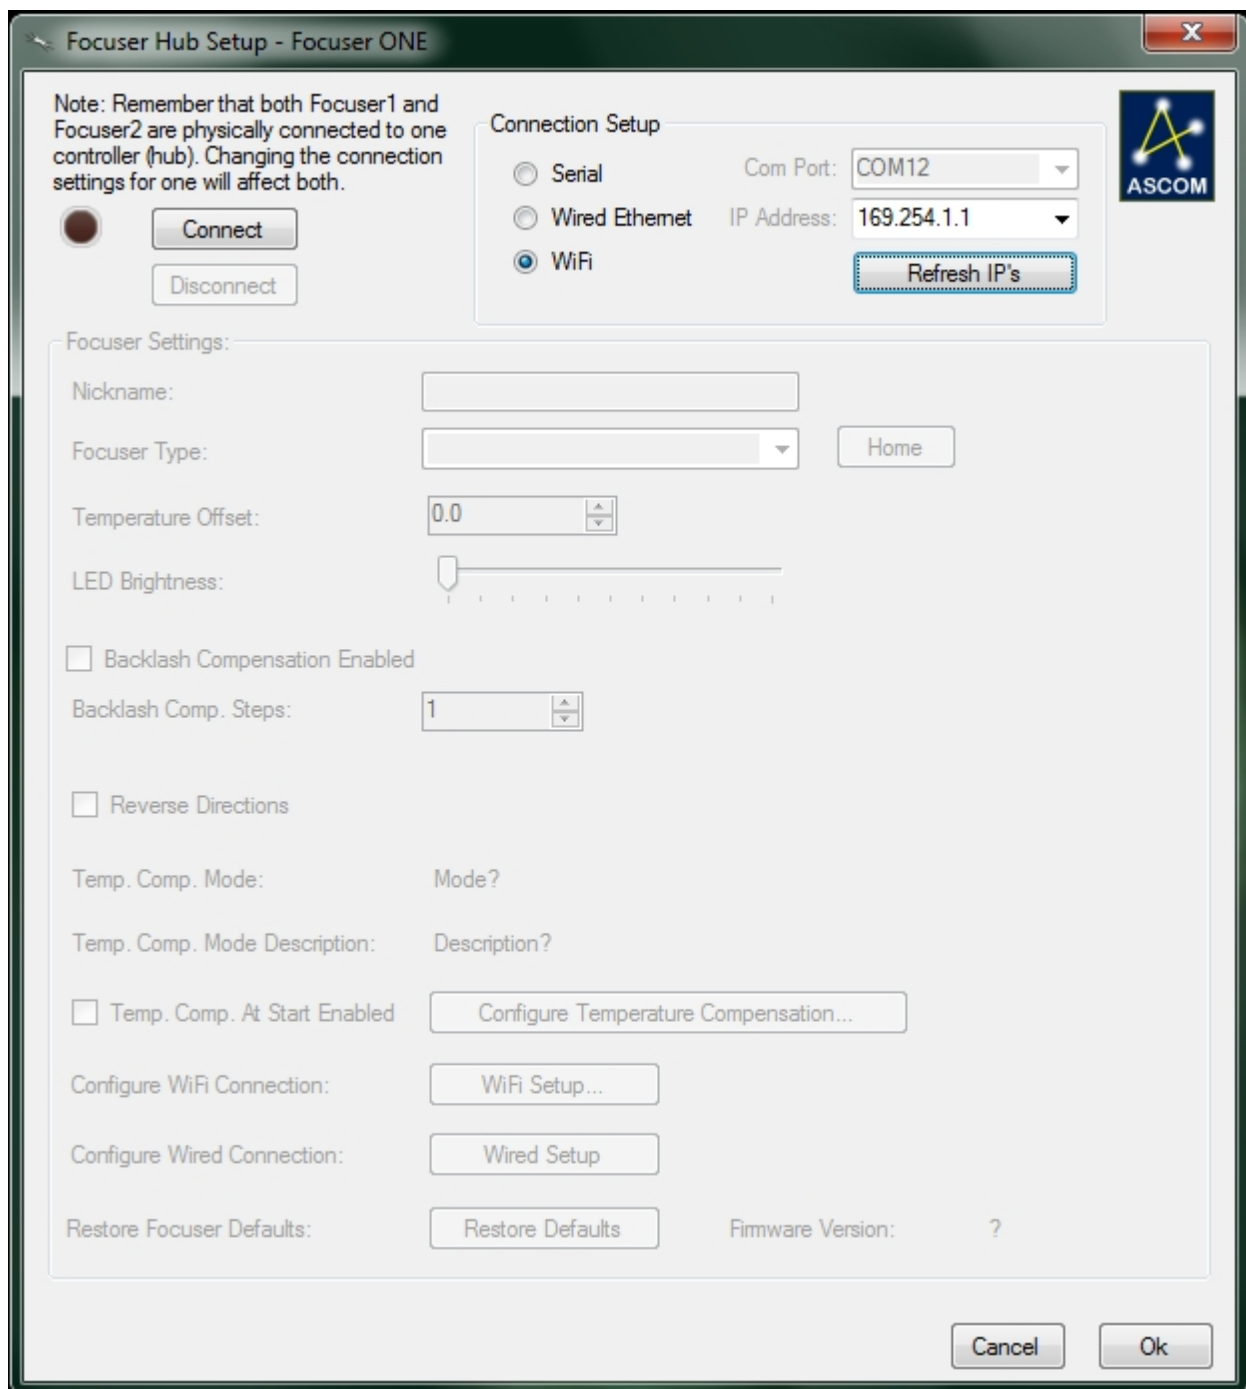 Focuser Hub Setup - Focuser ONE
x
Note: Remember that both Focuser1 and
Focuser2 are physically connected to one
controller (hub). Changing the connection
settings for one will affect both.
Connect
Disconnect
Connection Setup
Serial
Com Port:
COM12
Wired Ethernet
IP Address:
169.254.1.1
WiFi
Refresh IP's
ASCOM
Focuser Settings:
Nickname:
Focuser Type:
Home
Temperature Offset:
0.0
LED Brightness:
Backlash Compensation Enabled
Backlash Comp. Steps:
1
Reverse Directions
Temp. Comp. Mode:
Mode?
Temp. Comp. Mode Description:
Description?
Temp. Comp. At Start Enabled
Configure Temperature Compensation...
Configure WiFi Connection:
WiFi Setup...
Configure Wired Connection:
Wired Setup
Restore Focuser Defaults:
Restore Defaults
Firmware Version:
?
Cancel
Ok